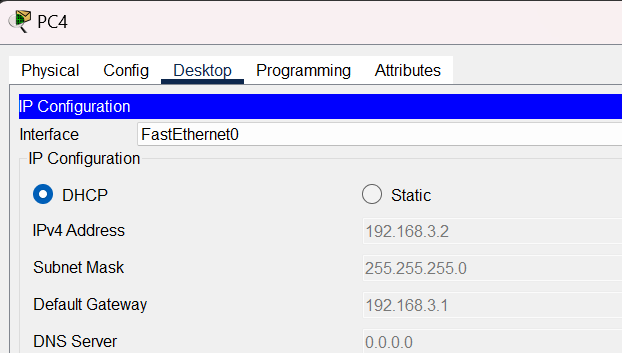 PC4
Physical Config Desktop Programming Attributes
IP Configuration
Interface FastEthernet0
IP Configuration
DHCP Static
IPv4 Address 192.168.3.2
Subnet Mask 255.255.255.0
Default Gateway 192.168.3.1
DNS Server 0.0.0.0